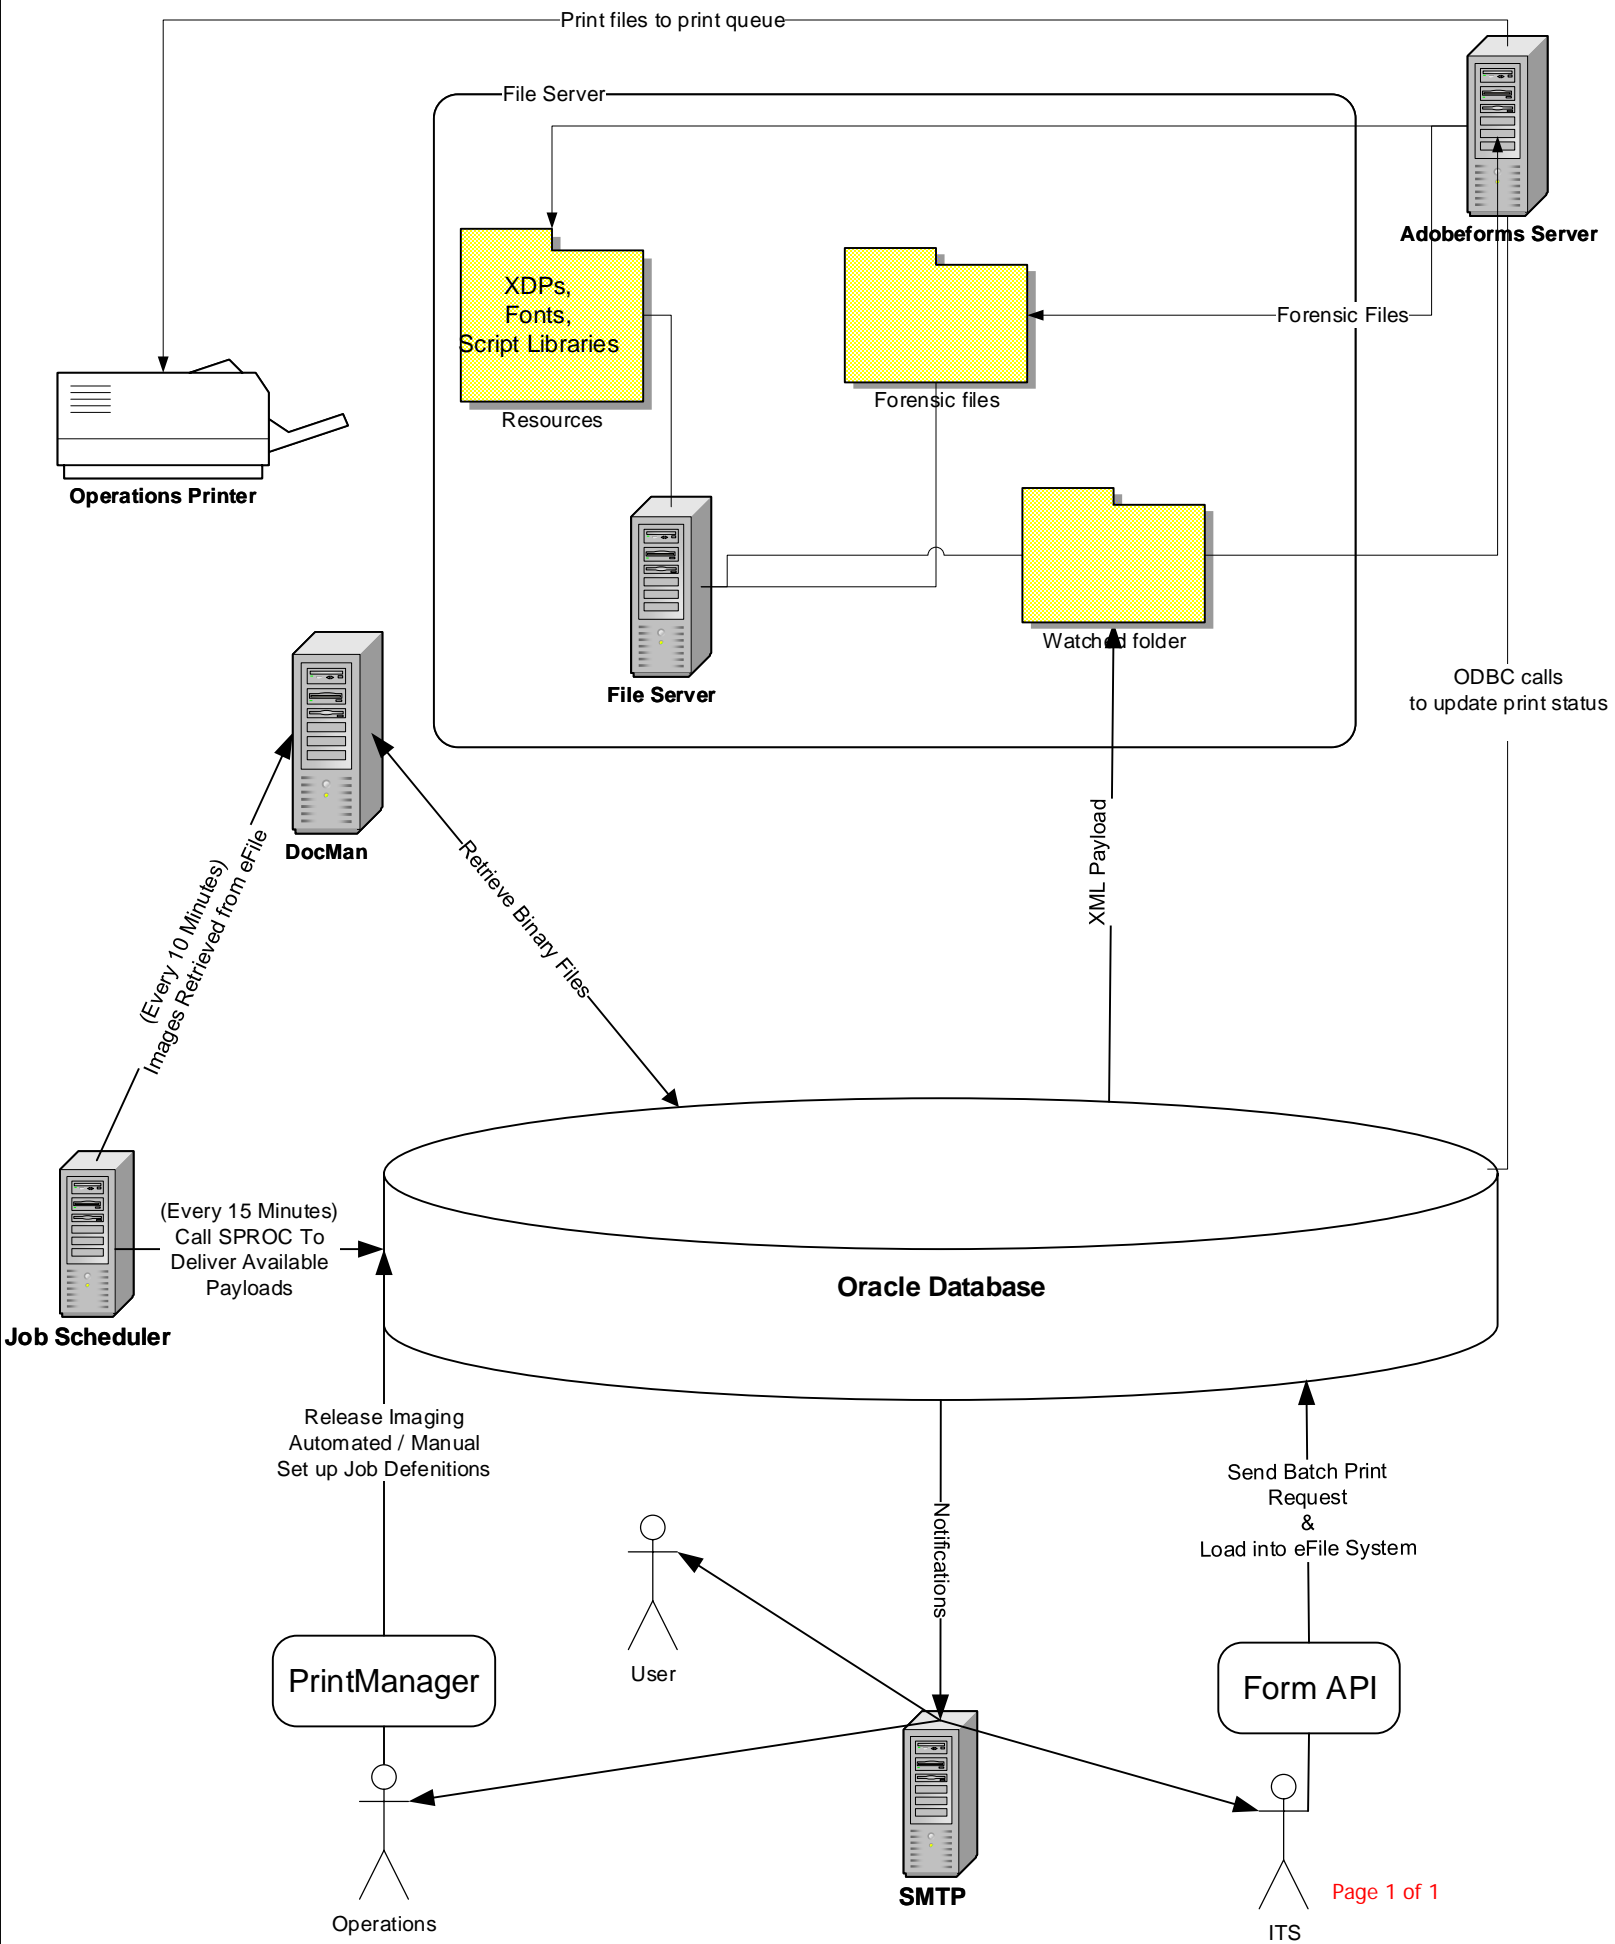 Print files to print queue
File Server
Adobeforms Server
XDPs,
Fonts,
Script Libraries
Resources
Forensic Files
Forensic files
Operations Printer
Watched folder
File Server
ODBC calls
to update print status
DocMan
XML Payload
Retrieve Binary Files
(Every 10 Minutes)
Images Retrieved from eFile
(Every 15 Minutes)
Call SPROC To
Deliver Available
Payloads
Job Scheduler
Oracle Database
Release Imaging
Automated / Manual
Set up Job Defenitions
Notifications
Send Batch Print
Request
&
Load into eFile System
User
PrintManager
Form API
SMTP
Operations
ITS
Page 1 of 1